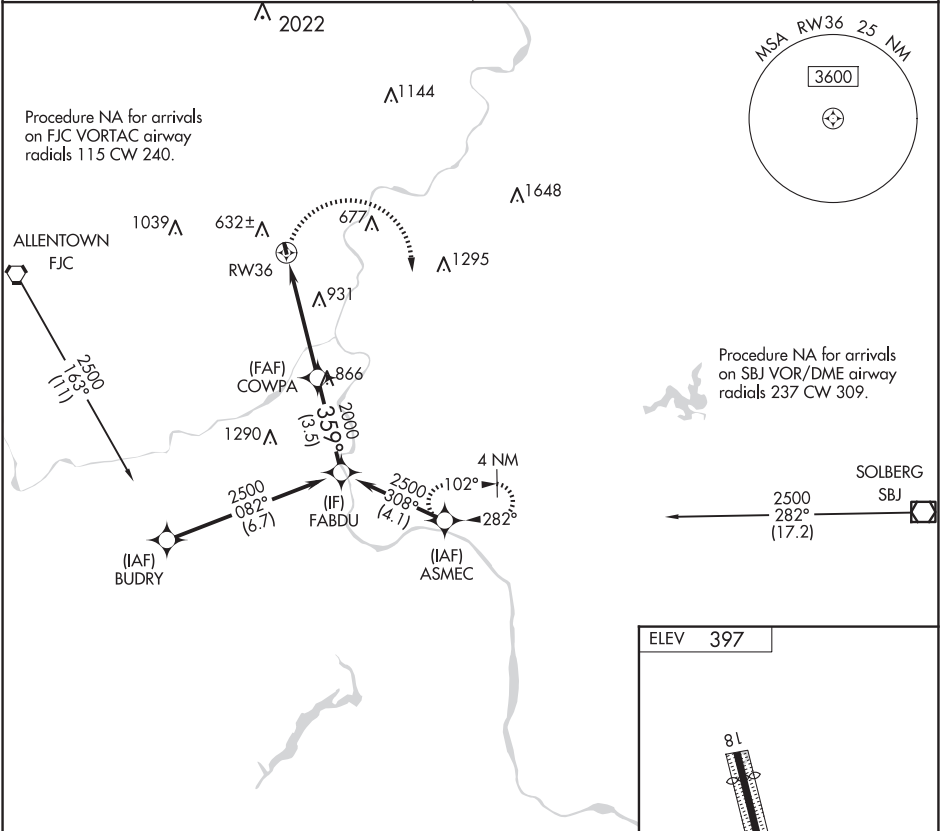 2022
MSA RW36 25 NM
3600
1144
Procedure NA for arrivals
on FJC VORTAC airway
radials 115 CW 240.
1648
1039
632±
677
ALLENTOWN
FJC
RW36
1295
931
2500
163°
(11)
(FAF)
COWPA
866
Procedure NA for arrivals
on SBJ VOR/DME airway
radials 237 CW 309.
2000
359°
(3.5)
1290
4 NM
102°
282°
2500
308°
(4.1)
2500
082°
(6.7)
(IF)
FABDU
(IAF)
ASMEC
(IAF)
BUDRY
SOLBERG
SBJ
2500
282°
(17.2)
ELEV 397
18